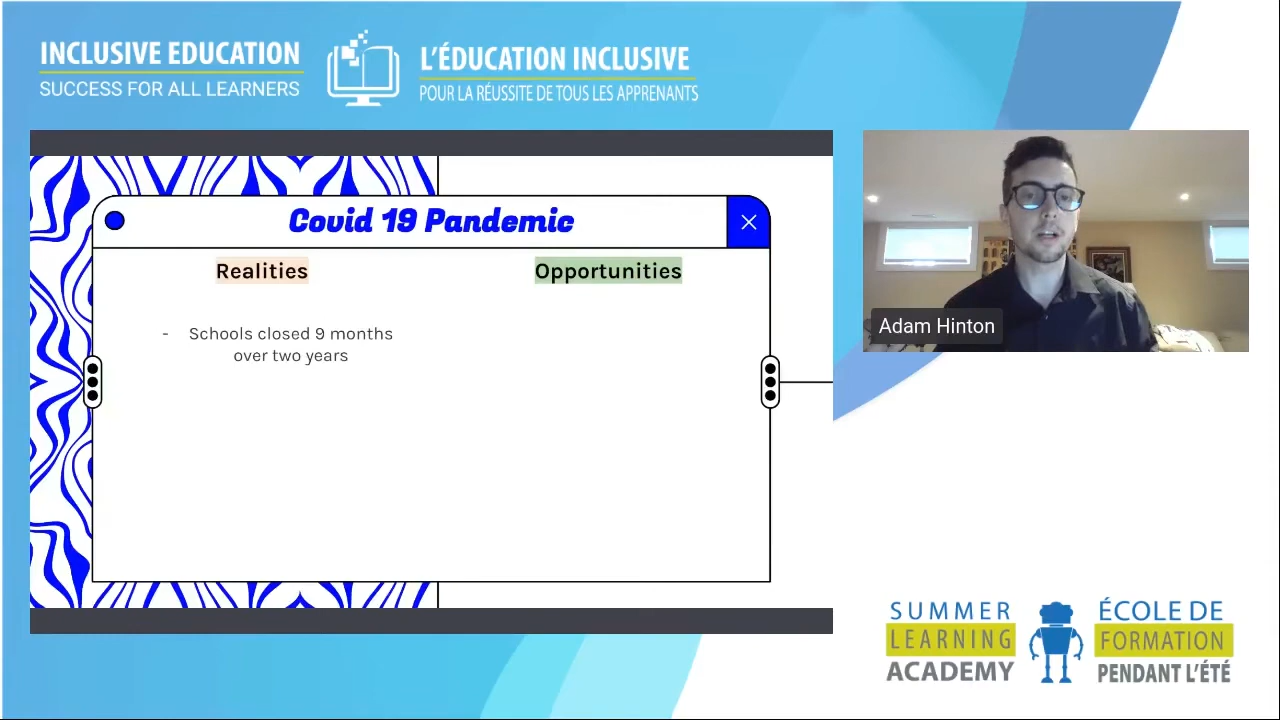 INCLUSIVE EDUCATION
SUCCESS FOR ALL LEARNERS
L'ÉDUCATION INCLUSIVE
POUR LA RÉUSSITE DE TOUS LES APPRENANTS
Covid 19 Pandemic
Realities
Opportunities
- Schools closed 9 months
over two years
Adam Hinton
SUMMER
LEARNING
ACADEMY
ÉCOLE DE
FORMATION
PENDANT L'ÉTÉ